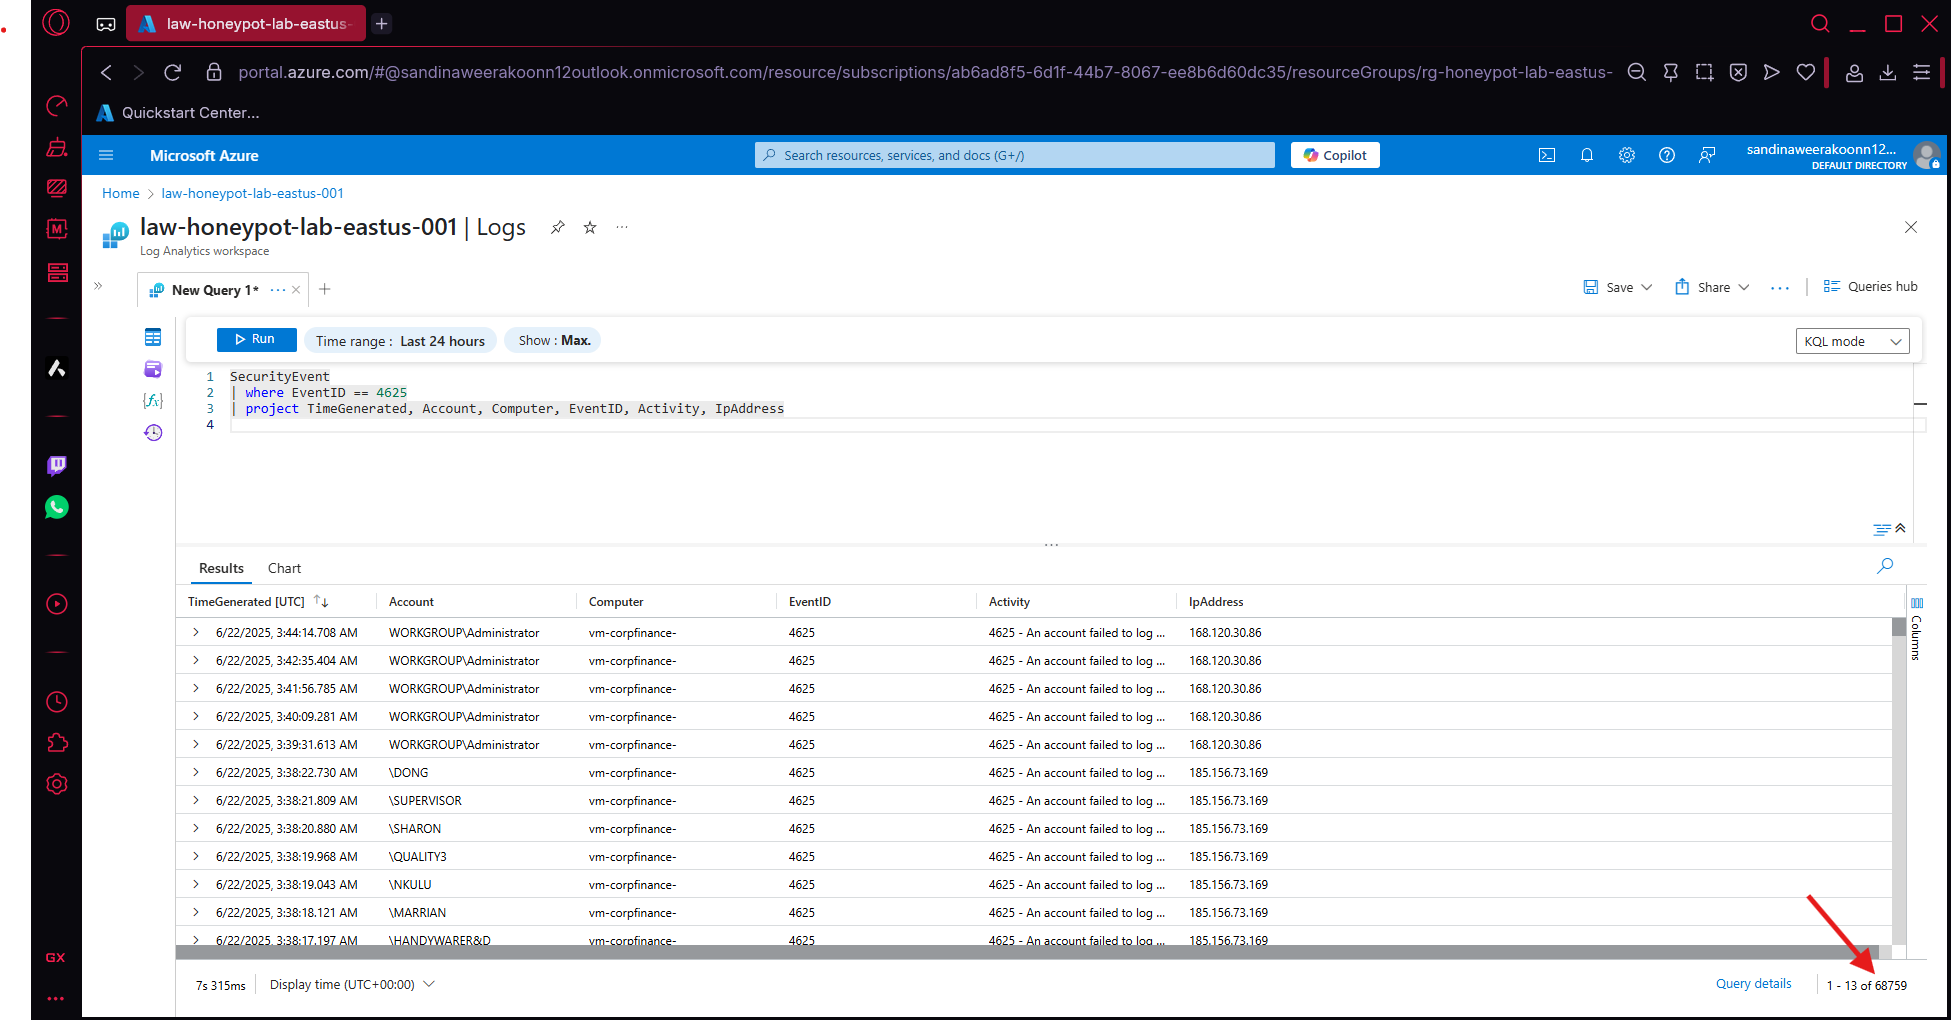 law-honeypot-lab-eastus-
portal.azure.com/#@sandinaweerakoonn12outlook.onmicrosoft.com/resource/subscriptions/ab6ad8f5-6d1f-44b7-8067-ee8b6d60dc35/resourceGroups/rg-honeypot-lab-eastus-
Quickstart Center...
Microsoft Azure
Search resources, services, and docs (G+/)
Copilot
sandinaweerakoonn12...
DEFAULT DIRECTORY
Home > law-honeypot-lab-eastus-001
law-honeypot-lab-eastus-001 | Logs
Log Analytics workspace
New Query 1*
Save
Share
Queries hub
Run
Time range : Last 24 hours
Show : Max.
KQL mode
1 SecurityEvent
2 | where EventID == 4625
3 | project TimeGenerated, Account, Computer, EventID, Activity, IpAddress
4
Results Chart
TimeGenerated [UTC] Account Computer EventID Activity IpAddress
Columns
6/22/2025, 3:44:14.708 AM WORKGROUP\Administrator vm-corpfinance- 4625 4625 - An account failed to log ... 168.120.30.86
6/22/2025, 3:42:35.404 AM WORKGROUP\Administrator vm-corpfinance- 4625 4625 - An account failed to log ... 168.120.30.86
6/22/2025, 3:41:56.785 AM WORKGROUP\Administrator vm-corpfinance- 4625 4625 - An account failed to log ... 168.120.30.86
6/22/2025, 3:40:09.281 AM WORKGROUP\Administrator vm-corpfinance- 4625 4625 - An account failed to log ... 168.120.30.86
6/22/2025, 3:39:31.613 AM WORKGROUP\Administrator vm-corpfinance- 4625 4625 - An account failed to log ... 168.120.30.86
6/22/2025, 3:38:22.730 AM \DONG vm-corpfinance- 4625 4625 - An account failed to log ... 185.156.73.169
6/22/2025, 3:38:21.809 AM \SUPERVISOR vm-corpfinance- 4625 4625 - An account failed to log ... 185.156.73.169
6/22/2025, 3:38:20.880 AM \SHARON vm-corpfinance- 4625 4625 - An account failed to log ... 185.156.73.169
6/22/2025, 3:38:19.968 AM \QUALITY3 vm-corpfinance- 4625 4625 - An account failed to log ... 185.156.73.169
6/22/2025, 3:38:19.043 AM \NKULU vm-corpfinance- 4625 4625 - An account failed to log ... 185.156.73.169
6/22/2025, 3:38:18.121 AM \MARRIAN vm-corpfinance- 4625 4625 - An account failed to log ... 185.156.73.169
6/22/2025, 3:38:17.197 AM \HANDYWARER&D vm-corpfinance- 4625 4625 - An account failed to log ... 185.156.73.169
GX
7s 315ms
Display time (UTC+00:00)
Query details
1 - 13 of 68759